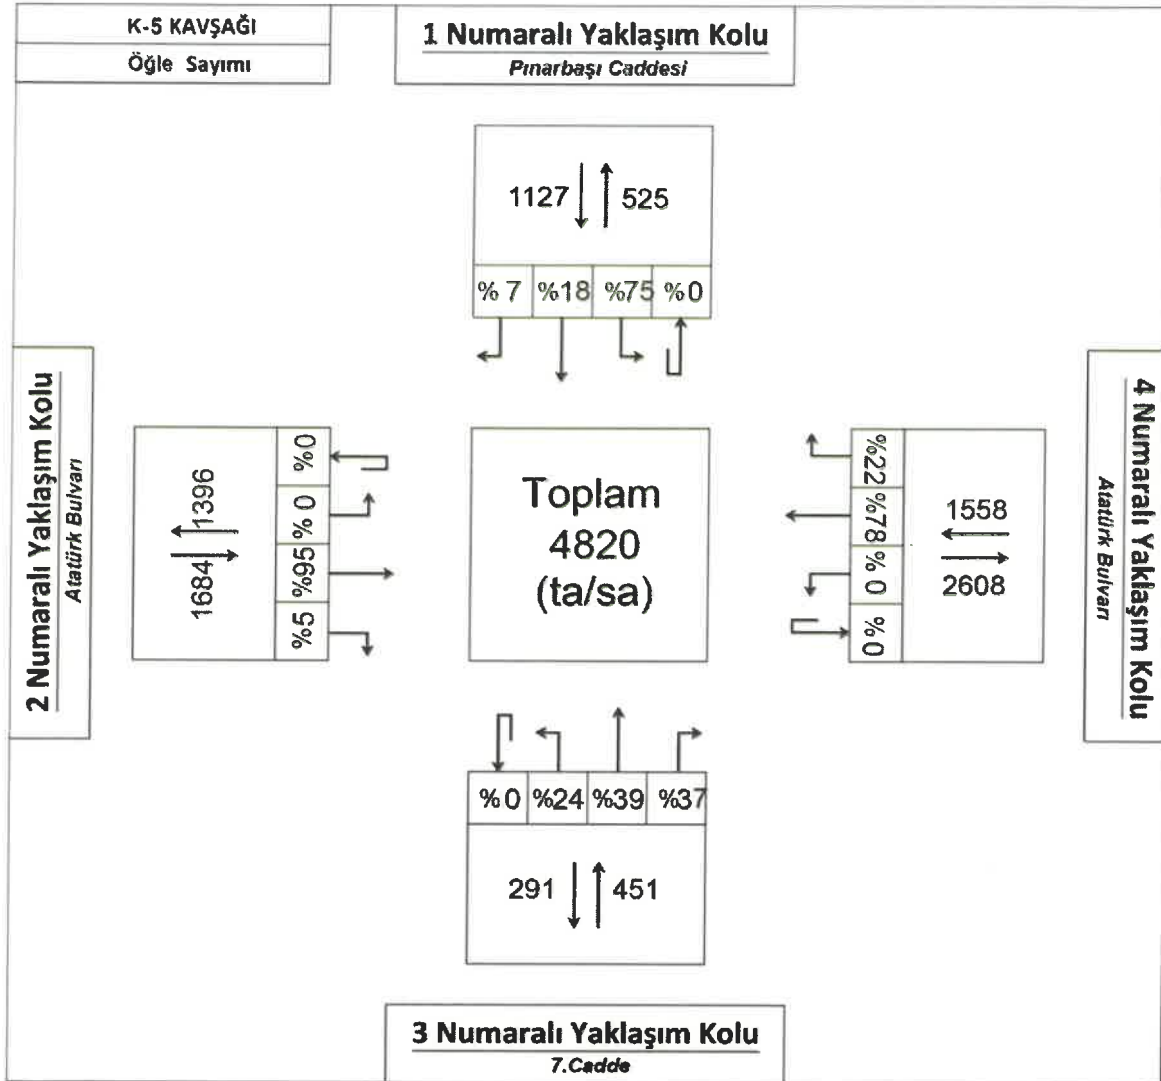 K-5 KAVŞAĞI
Öğle Sayımı
1 Numaralı Yaklaşım Kolu
Pınarbaşı Caddesi
1127 525
% 7 %18 %75 %0
2 Numaralı Yaklaşım Kolu
Atatürk Bulvarı
1396
1684
%0 % 0 %95 %5
Toplam
4820
(ta/sa)
%22 %78 % 0 %0
1558
2608
4 Numaralı Yaklaşım Kolu
Atatürk Bulvarı
%0 %24 %39 %37
291 451
3 Numaralı Yaklaşım Kolu
7.Cadde